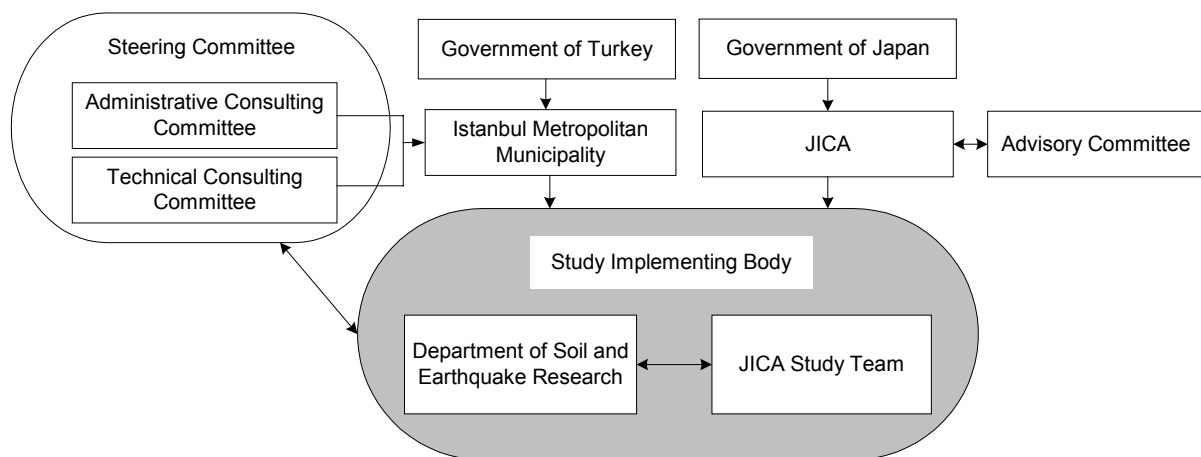 Steering Committee
Administrative Consulting
Committee
Technical Consulting
Committee
Government of Turkey
Istanbul Metropolitan
Municipality
Government of Japan
JICA
Advisory Committee
Study Implementing Body
Department of Soil and
Earthquake Research
JICA Study Team